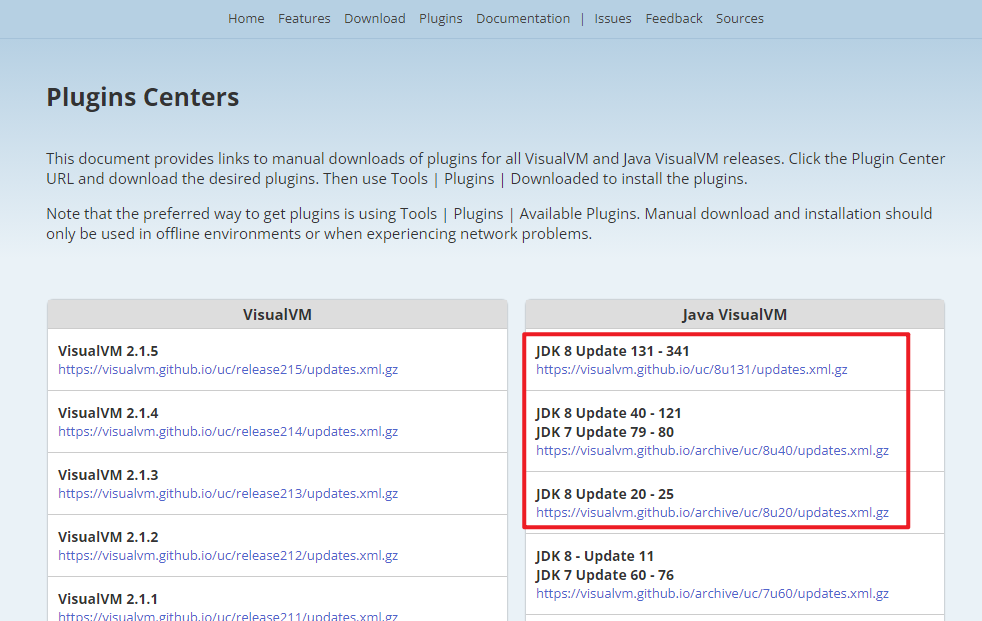 Home Features Download Plugins Documentation | Issues Feedback Sources
Plugins Centers
This document provides links to manual downloads of plugins for all VisualVM and Java VisualVM releases. Click the Plugin Center
URL and download the desired plugins. Then use Tools | Plugins | Downloaded to install the plugins.
Note that the preferred way to get plugins is using Tools | Plugins | Available Plugins. Manual download and installation should
only be used in offline environments or when experiencing network problems.
VisualVM
VisualVM 2.1.5
https://visualvm.github.io/uc/release215/updates.xml.gz
VisualVM 2.1.4
https://visualvm.github.io/uc/release214/updates.xml.gz
VisualVM 2.1.3
https://visualvm.github.io/uc/release213/updates.xml.gz
VisualVM 2.1.2
https://visualvm.github.io/uc/release212/updates.xml.gz
VisualVM 2.1.1
https://visualvm.github.io/uc/release211/updates.xml.gz
Java VisualVM
JDK 8 Update 131 - 341
https://visualvm.github.io/uc/8u131/updates.xml.gz
JDK 8 Update 40 - 121
JDK 7 Update 79 - 80
https://visualvm.github.io/archive/uc/8u40/updates.xml.gz
JDK 8 Update 20 - 25
https://visualvm.github.io/archive/uc/8u20/updates.xml.gz
JDK 8 - Update 11
JDK 7 Update 60 - 76
https://visualvm.github.io/archive/uc/7u60/updates.xml.gz